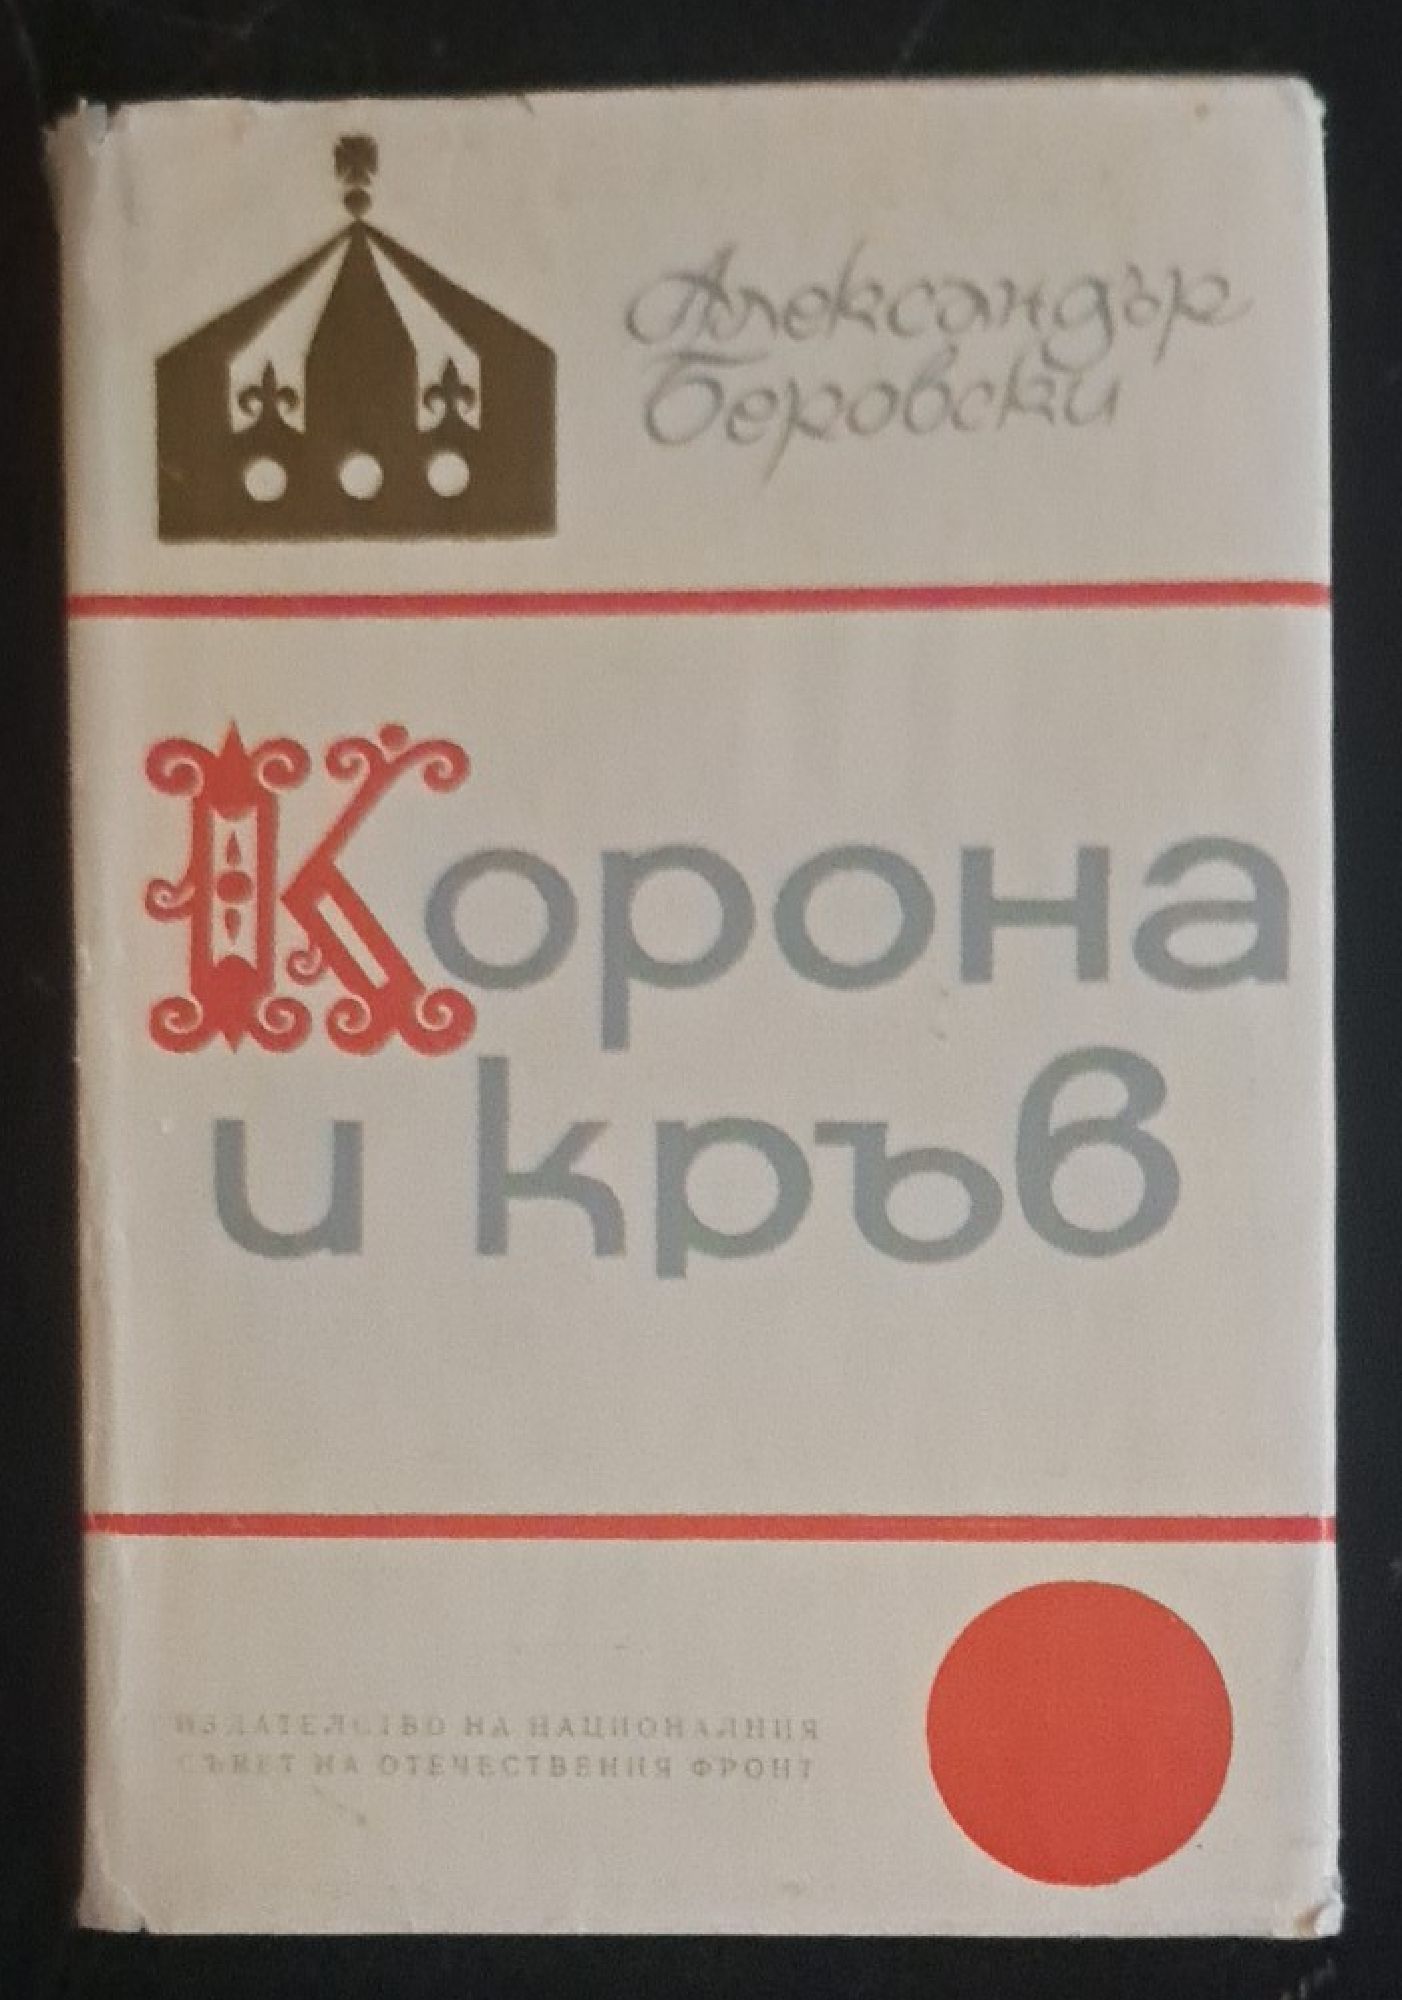 Александър
Беровски
Корона
и кръв
ИЗДАТЕЛСТВО НА НАЦИОНАЛНИЯ
СЪВЕТ НА ОТЕЧЕСТВЕНИЯ ФРОНТ